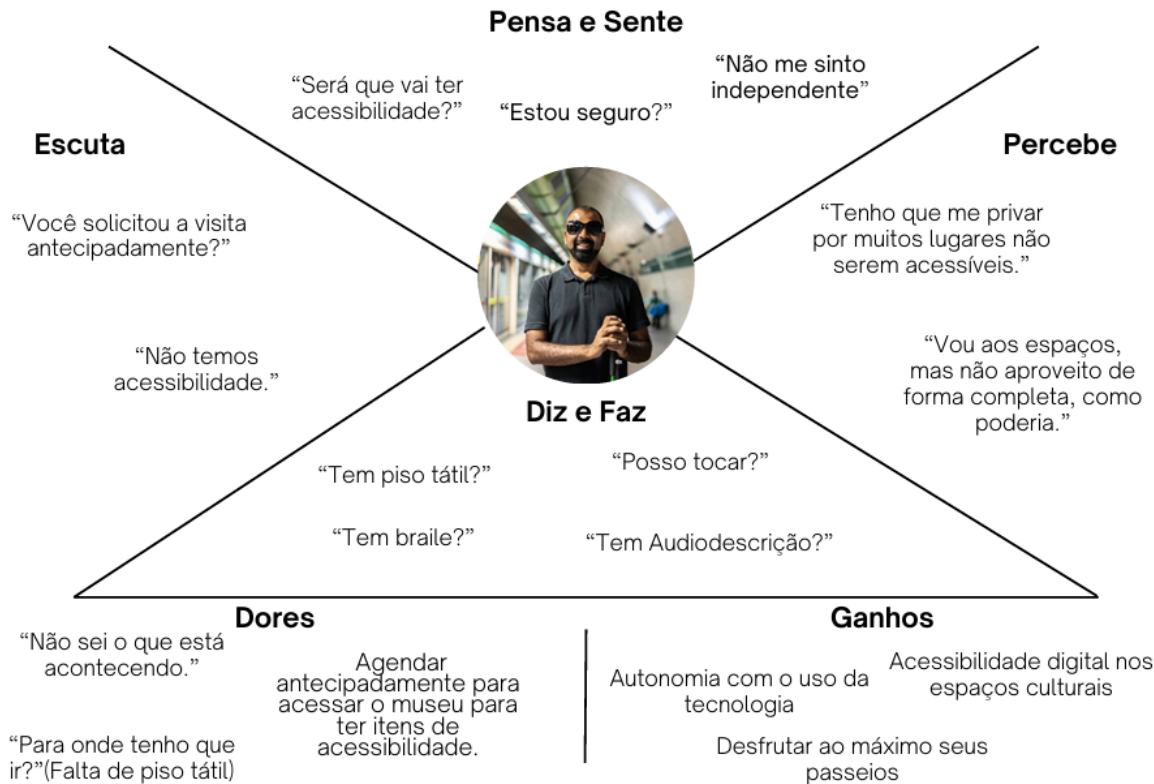 Pensa e Sente
“Será que vai ter
acessibilidade?”
“Estou seguro?”
“Não me sinto
independente”
Escuta
“Você solicitou a visita
antecipadamente?”
“Não temos
acessibilidade.”
Percebe
“Tenho que me privar
por muitos lugares não
serem acessíveis.”
“Vou aos espaços,
mas não aproveito de
forma completa, como
poderia.”
Diz e Faz
“Tem piso tátil?”
“Posso tocar?”
“Tem braile?”
“Tem Audiodescrição?”
Dores
“Não sei o que está
acontecendo.”
Agendar
antecipadamente para
acessar o museu para
ter itens de
acessibilidade.
“Para onde tenho que
ir?”(Falta de piso tátil)
Ganhos
Autonomia com o uso da
tecnologia
Acessibilidade digital nos
espaços culturais
Desfrutar ao máximo seus
passeios